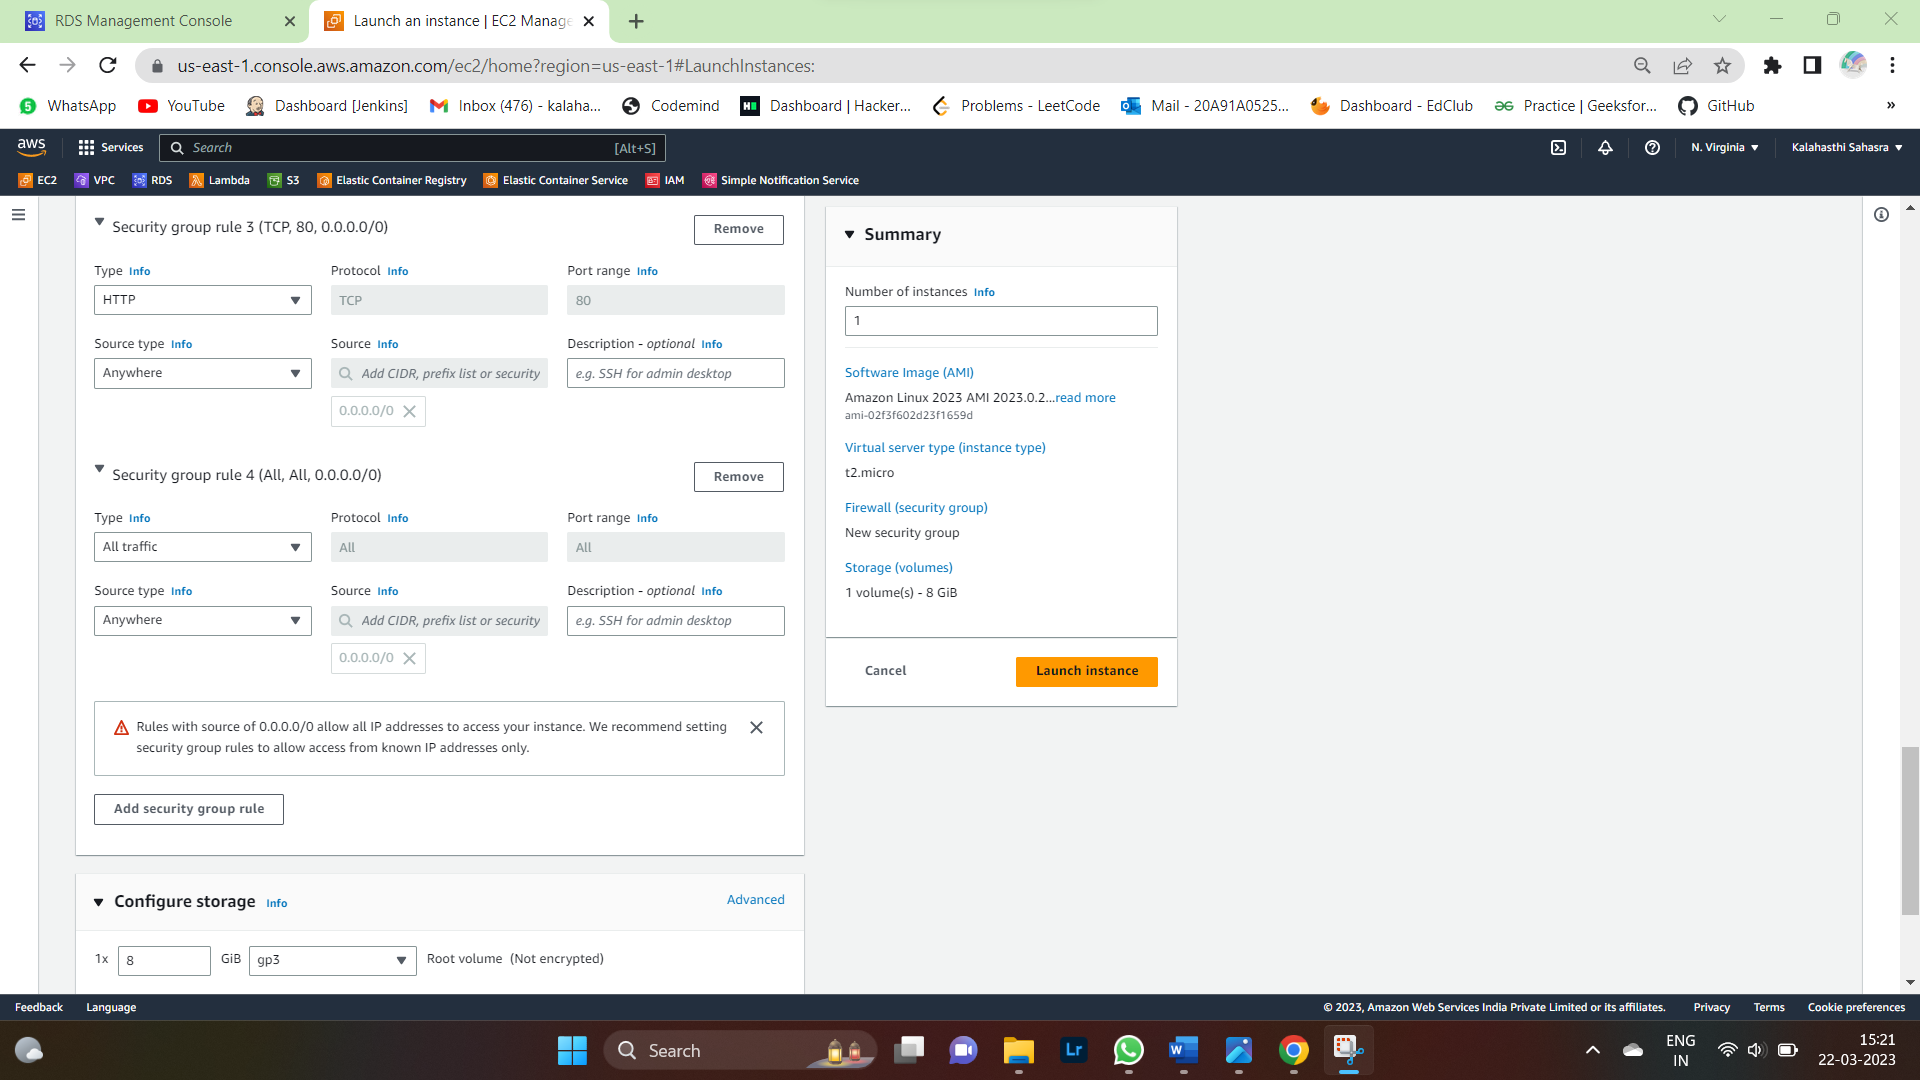 RDS Management Console
Launch an instance | EC2 Manage
us-east-1.console.aws.amazon.com/ec2/home?region=us-east-1#LaunchInstances:
5
WhatsApp
YouTube
Dashboard [Jenkins]
Inbox (476) - kalaha...
Codemind
Dashboard | Hacker...
Problems - LeetCode
Mail - 20A91A0525...
Dashboard - EdClub
Practice | Geeksfor...
GitHub
»
aws
Services
Search
[Alt+S]
N. Virginia
Kalahasthi Sahasra
EC2
VPC
RDS
Lambda
S3
Elastic Container Registry
Elastic Container Service
IAM
Simple Notification Service
Security group rule 3 (TCP, 80, 0.0.0.0/0)
Remove
Type Info
Protocol Info
Port range Info
HTTP
TCP
80
Source type Info
Source Info
Description - optional Info
Anywhere
Add CIDR, prefix list or security
e.g. SSH for admin desktop
0.0.0.0/0
Security group rule 4 (All, All, 0.0.0.0/0)
Remove
Type Info
Protocol Info
Port range Info
All traffic
All
All
Source type Info
Source Info
Description - optional Info
Anywhere
Add CIDR, prefix list or security
e.g. SSH for admin desktop
0.0.0.0/0
Rules with source of 0.0.0.0/0 allow all IP addresses to access your instance. We recommend setting
security group rules to allow access from known IP addresses only.
Add security group rule
Configure storage Info
Advanced
1x
8
GiB
gp3
Root volume (Not encrypted)
Summary
Number of instances Info
1
Software Image (AMI)
Amazon Linux 2023 AMI 2023.0.2...read more
ami-02f3f602d23f1659d
Virtual server type (instance type)
t2.micro
Firewall (security group)
New security group
Storage (volumes)
1 volume(s) - 8 GiB
Cancel
Launch instance
Feedback
Language
© 2023, Amazon Web Services India Private Limited or its affiliates.
Privacy
Terms
Cookie preferences
Search
Lr
W
ENG
IN
15:21
22-03-2023